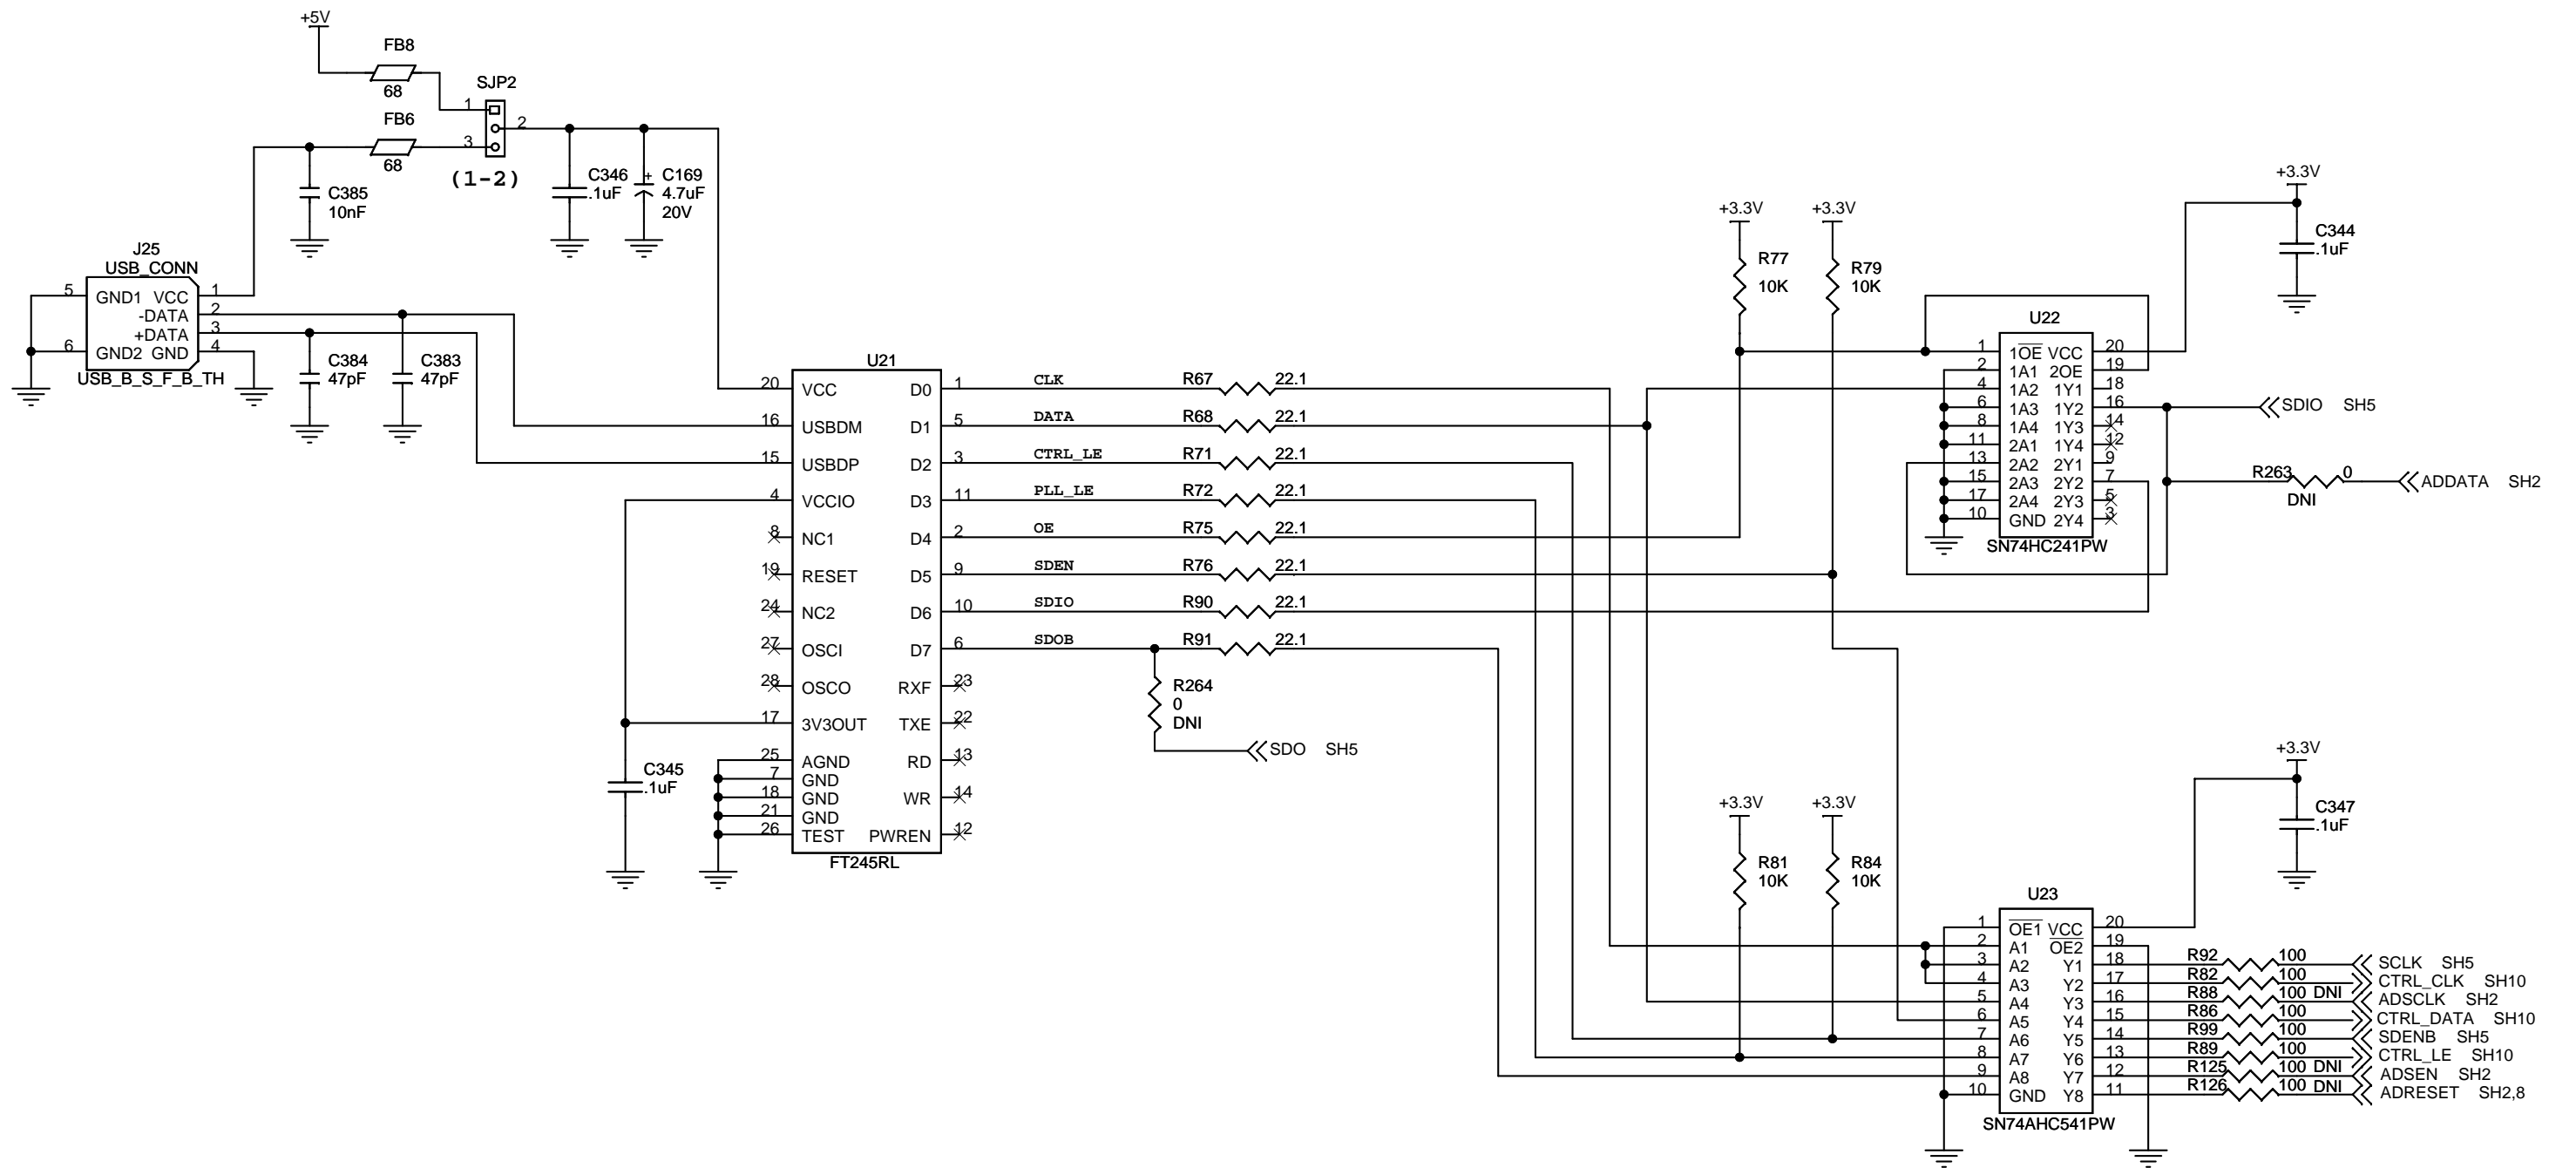 +5V
FB8
68
SJP2
1
2
3
FB6
68
(1-2)
C385
10nF
C346
.1uF
C169
4.7uF
20V
+
J25
USB_CONN
5 GND1 VCC 1
-DATA 2
+DATA 3
6 GND2 GND 4
USB_B_S_F_B_TH
C384
47pF
C383
47pF
U21
20 VCC D0 1 CLK R67 22.1
16 USBDM D1 5 DATA R68 22.1
15 USBDP D2 3 CTRL_LE R71 22.1
4 VCCIO D3 11 PLL_LE R72 22.1
8 NC1 D4 2 OE R75 22.1
19 RESET D5 9 SDEN R76 22.1
24 NC2 D6 10 SDIO R90 22.1
27 OSCI D7 6 SDOB R91 22.1
28 OSCO RXF 23
17 3V3OUT TXE 22
25 AGND RD 13
7 GND
18 GND WR 14
21 GND
26 TEST PWREN 12
FT245RL
C345
.1uF
R264
0
DNI
SDO SH5
+3.3V
R77
10K
+3.3V
R79
10K
+3.3V
C344
.1uF
U22
1 1OE VCC 20
2 1A1 2OE 19
4 1A2 1Y1 18
6 1A3 1Y2 16
8 1A4 1Y3 14
11 2A1 1Y4 12
13 2A2 2Y1 9
15 2A3 2Y2 7
17 2A4 2Y3 5
10 GND 2Y4 3
SN74HC241PW
SDIO SH5
R263 0
DNI
ADDATA SH2
+3.3V
R81
10K
+3.3V
R84
10K
+3.3V
C347
.1uF
U23
1 OE1 VCC 20
2 A1 OE2 19
3 A2 Y1 18 R92 100 SCLK SH5
4 A3 Y2 17 R82 100 CTRL_CLK SH10
5 A4 Y3 16 R88 100 DNI ADSCLK SH2
6 A5 Y4 15 R86 100 CTRL_DATA SH10
7 A6 Y5 14 R99 100 SDENB SH5
8 A7 Y6 13 R89 100 CTRL_LE SH10
9 A8 Y7 12 R125 100 DNI ADSEN SH2
10 GND Y8 11 R126 100 DNI ADRESET SH2,8
SN74AHC541PW